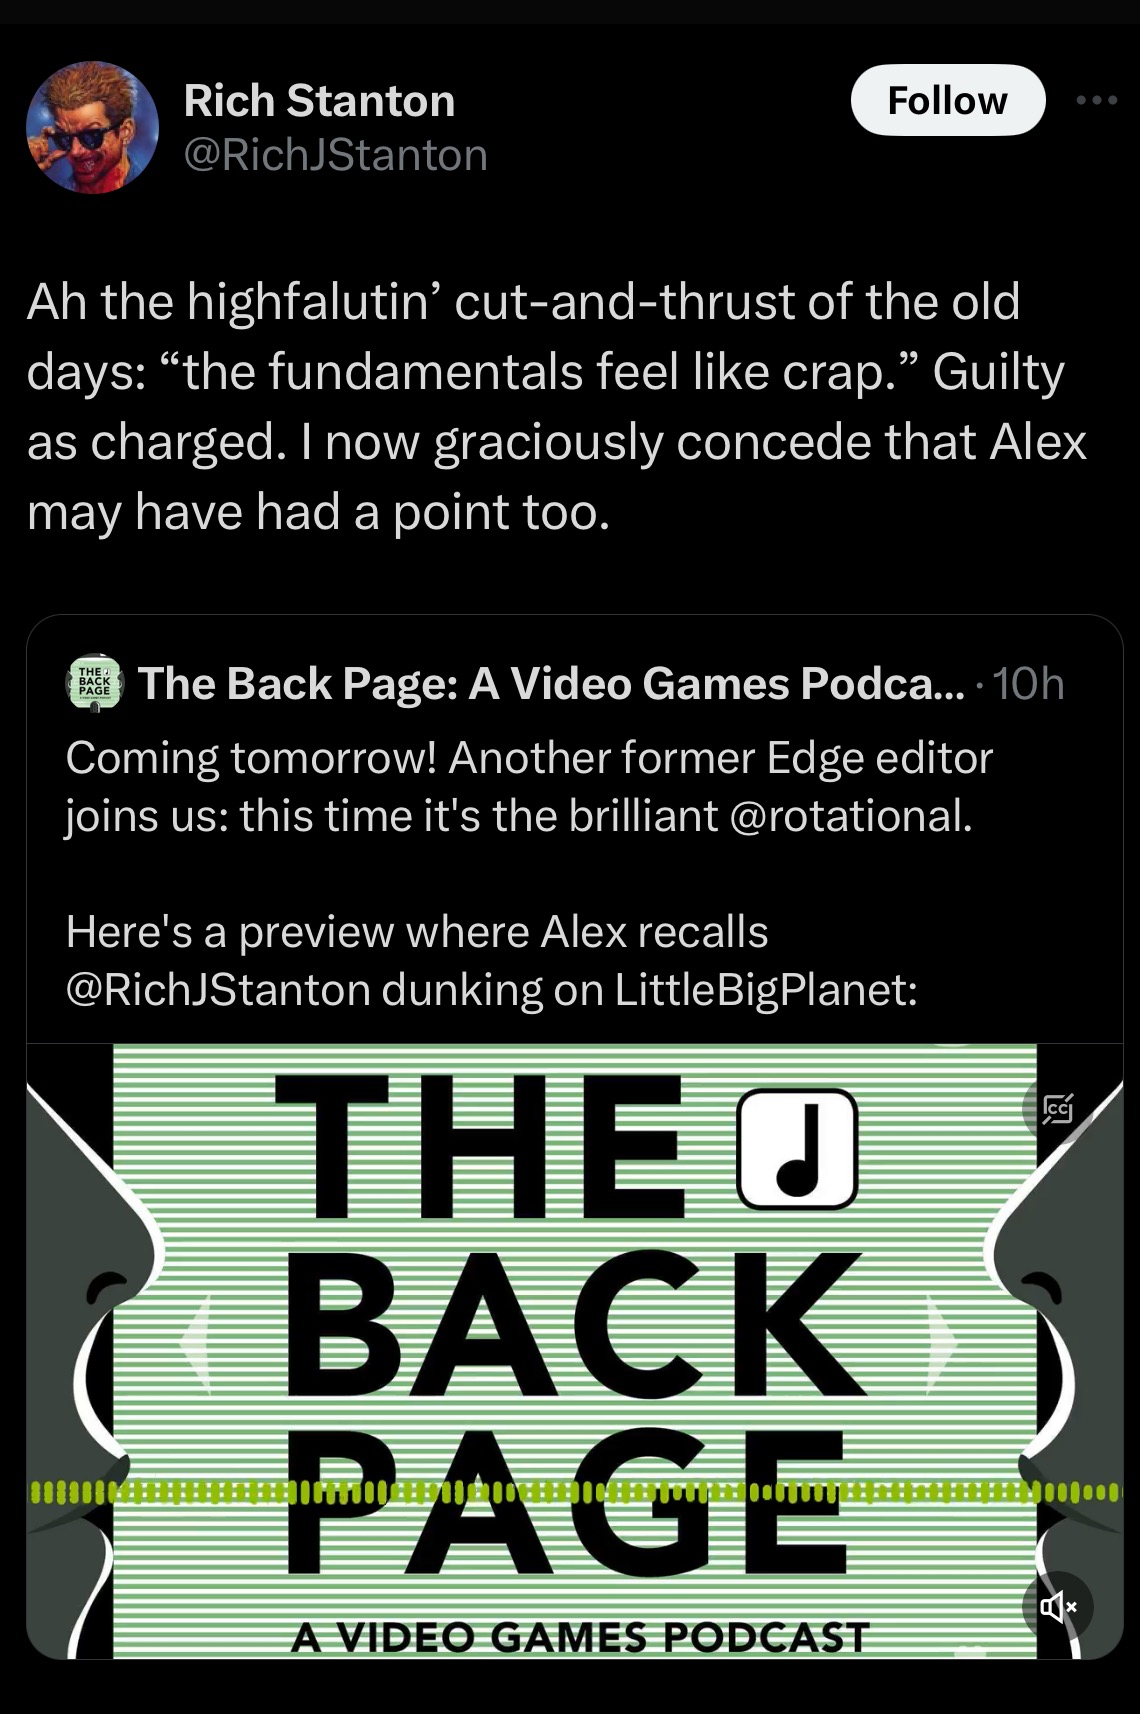 Rich Stanton
@RichJStanton
Follow
Ah the highfalutin’ cut-and-thrust of the old
days: “the fundamentals feel like crap.” Guilty
as charged. I now graciously concede that Alex
may have had a point too.
THE
BACK
PAGE
The Back Page: A Video Games Podca... · 10h
Coming tomorrow! Another former Edge editor
joins us: this time it's the brilliant @rotational.
Here's a preview where Alex recalls
@RichJStanton dunking on LittleBigPlanet:
THE
CC
BACK
PAGE
A VIDEO GAMES PODCAST